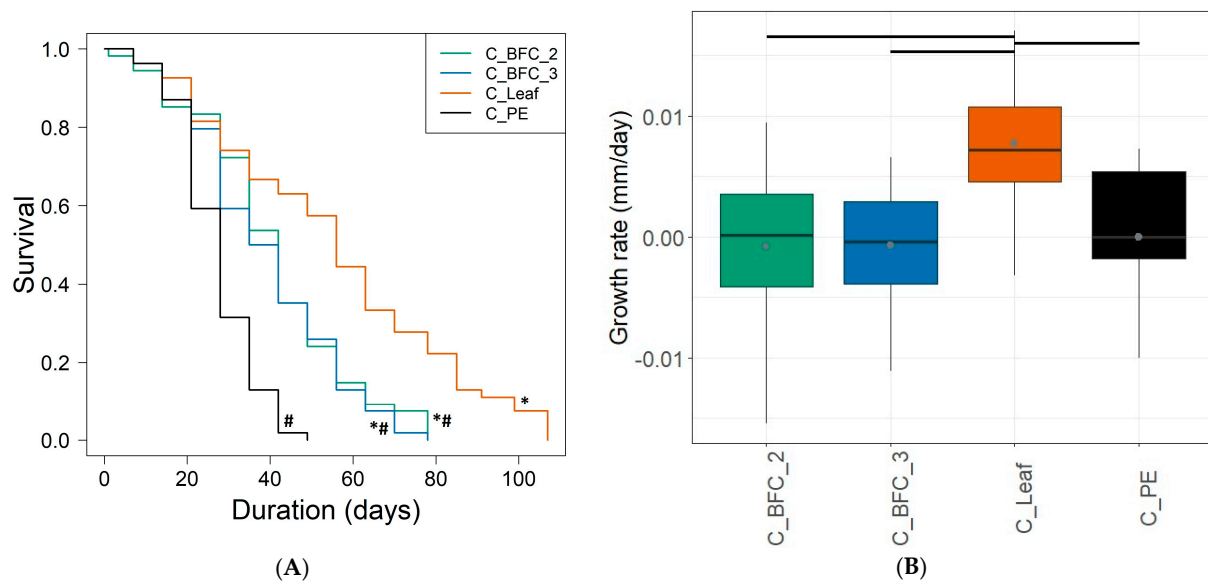 1.0
0.8
0.6
0.4
0.2
0.0
Survival
C_BFC_2
C_BFC_3
C_Leaf
C_PE
#
*#
*#
*
0
20
40
60
80
100
Duration (days)
(A)
B
Growth rate (mm/day)
0.01
0.00
-0.01
C_BFC_2
C_BFC_3
C_Leaf
C_PE
(B)